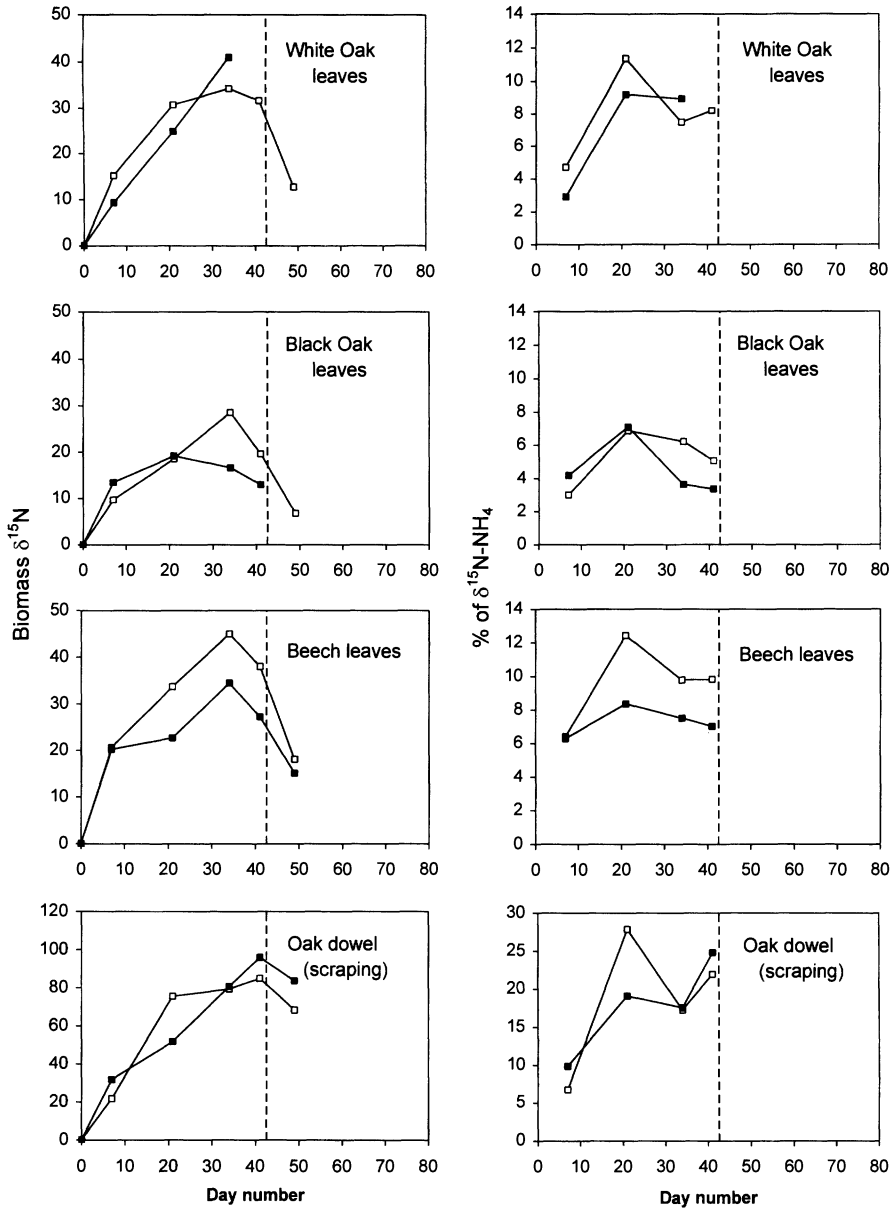 50
40
30
20
10
0
White Oak
leaves
0 10 20 30 40 50 60 70 80
14
12
10
8
6
4
2
0
White Oak
leaves
0 10 20 30 40 50 60 70 80
50
40
30
20
10
0
Black Oak
leaves
0 10 20 30 40 50 60 70 80
14
12
10
8
6
4
2
0
Black Oak
leaves
0 10 20 30 40 50 60 70 80
Biomass δ¹⁵N
% of δ¹⁵N-NH₄
50
40
30
20
10
0
Beech leaves
0 10 20 30 40 50 60 70 80
14
12
10
8
6
4
2
0
Beech leaves
0 10 20 30 40 50 60 70 80
120
100
80
60
40
20
0
Oak dowel
(scraping)
0 10 20 30 40 50 60 70 80
Day number
30
25
20
15
10
5
0
Oak dowel
(scraping)
0 10 20 30 40 50 60 70 80
Day number